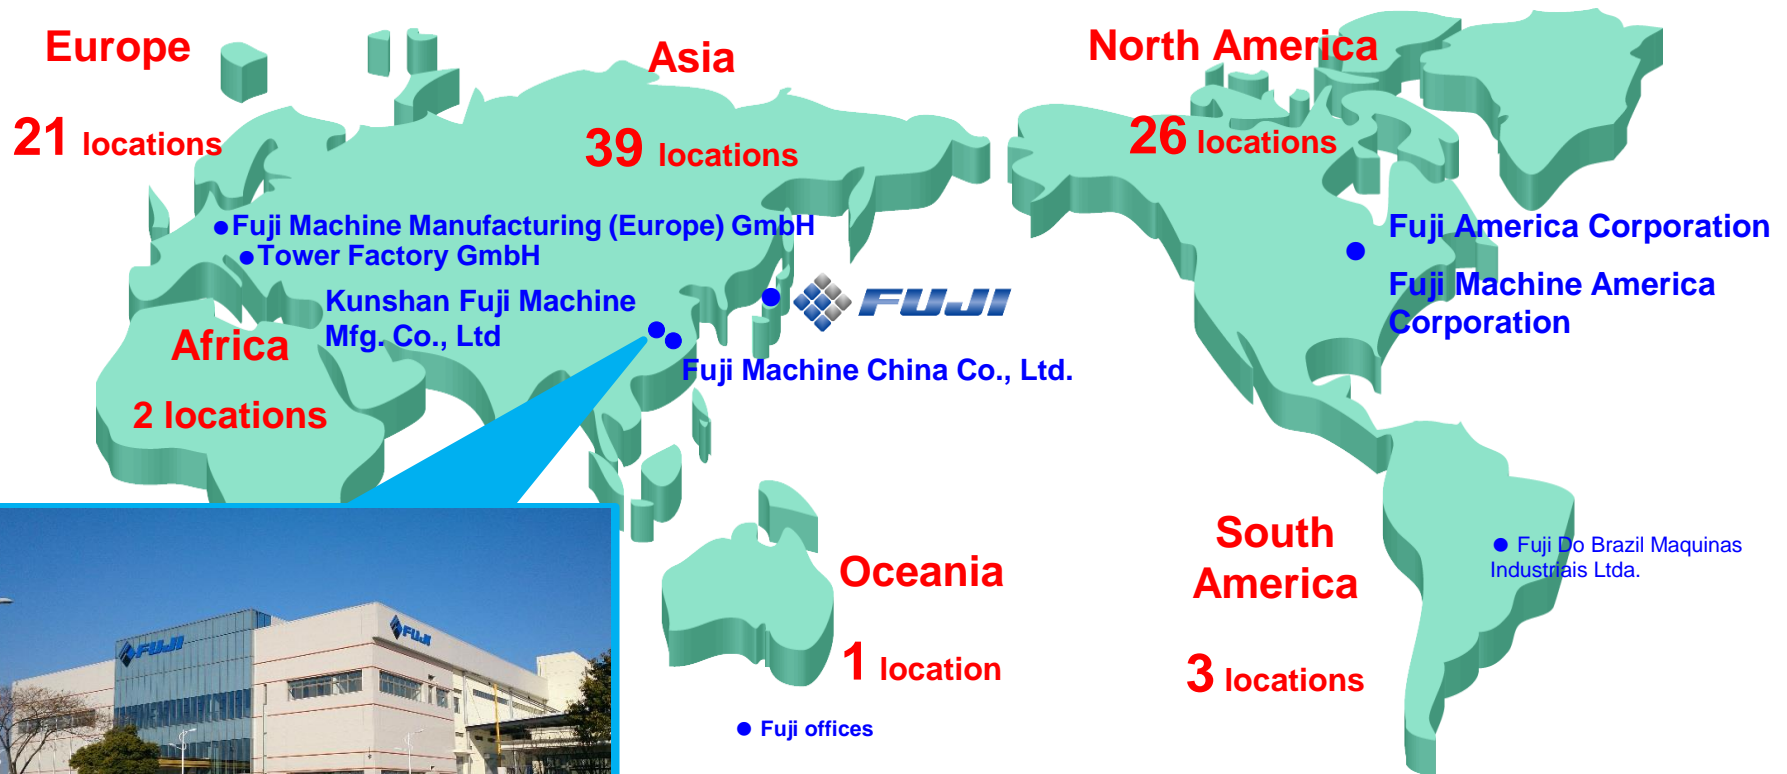 Europe
21 locations
Asia
39 locations
North America
26 locations
Fuji Machine Manufacturing (Europe) GmbH
Tower Factory GmbH
Kunshan Fuji Machine
Mfg. Co., Ltd
FUJI
Fuji Machine China Co., Ltd.
Fuji America Corporation
Fuji Machine America
Corporation
Africa
2 locations
Oceania
1 location
South
America
3 locations
Fuji Do Brazil Maquinas
Industriais Ltda.
Fuji offices
FUJI
FUJI